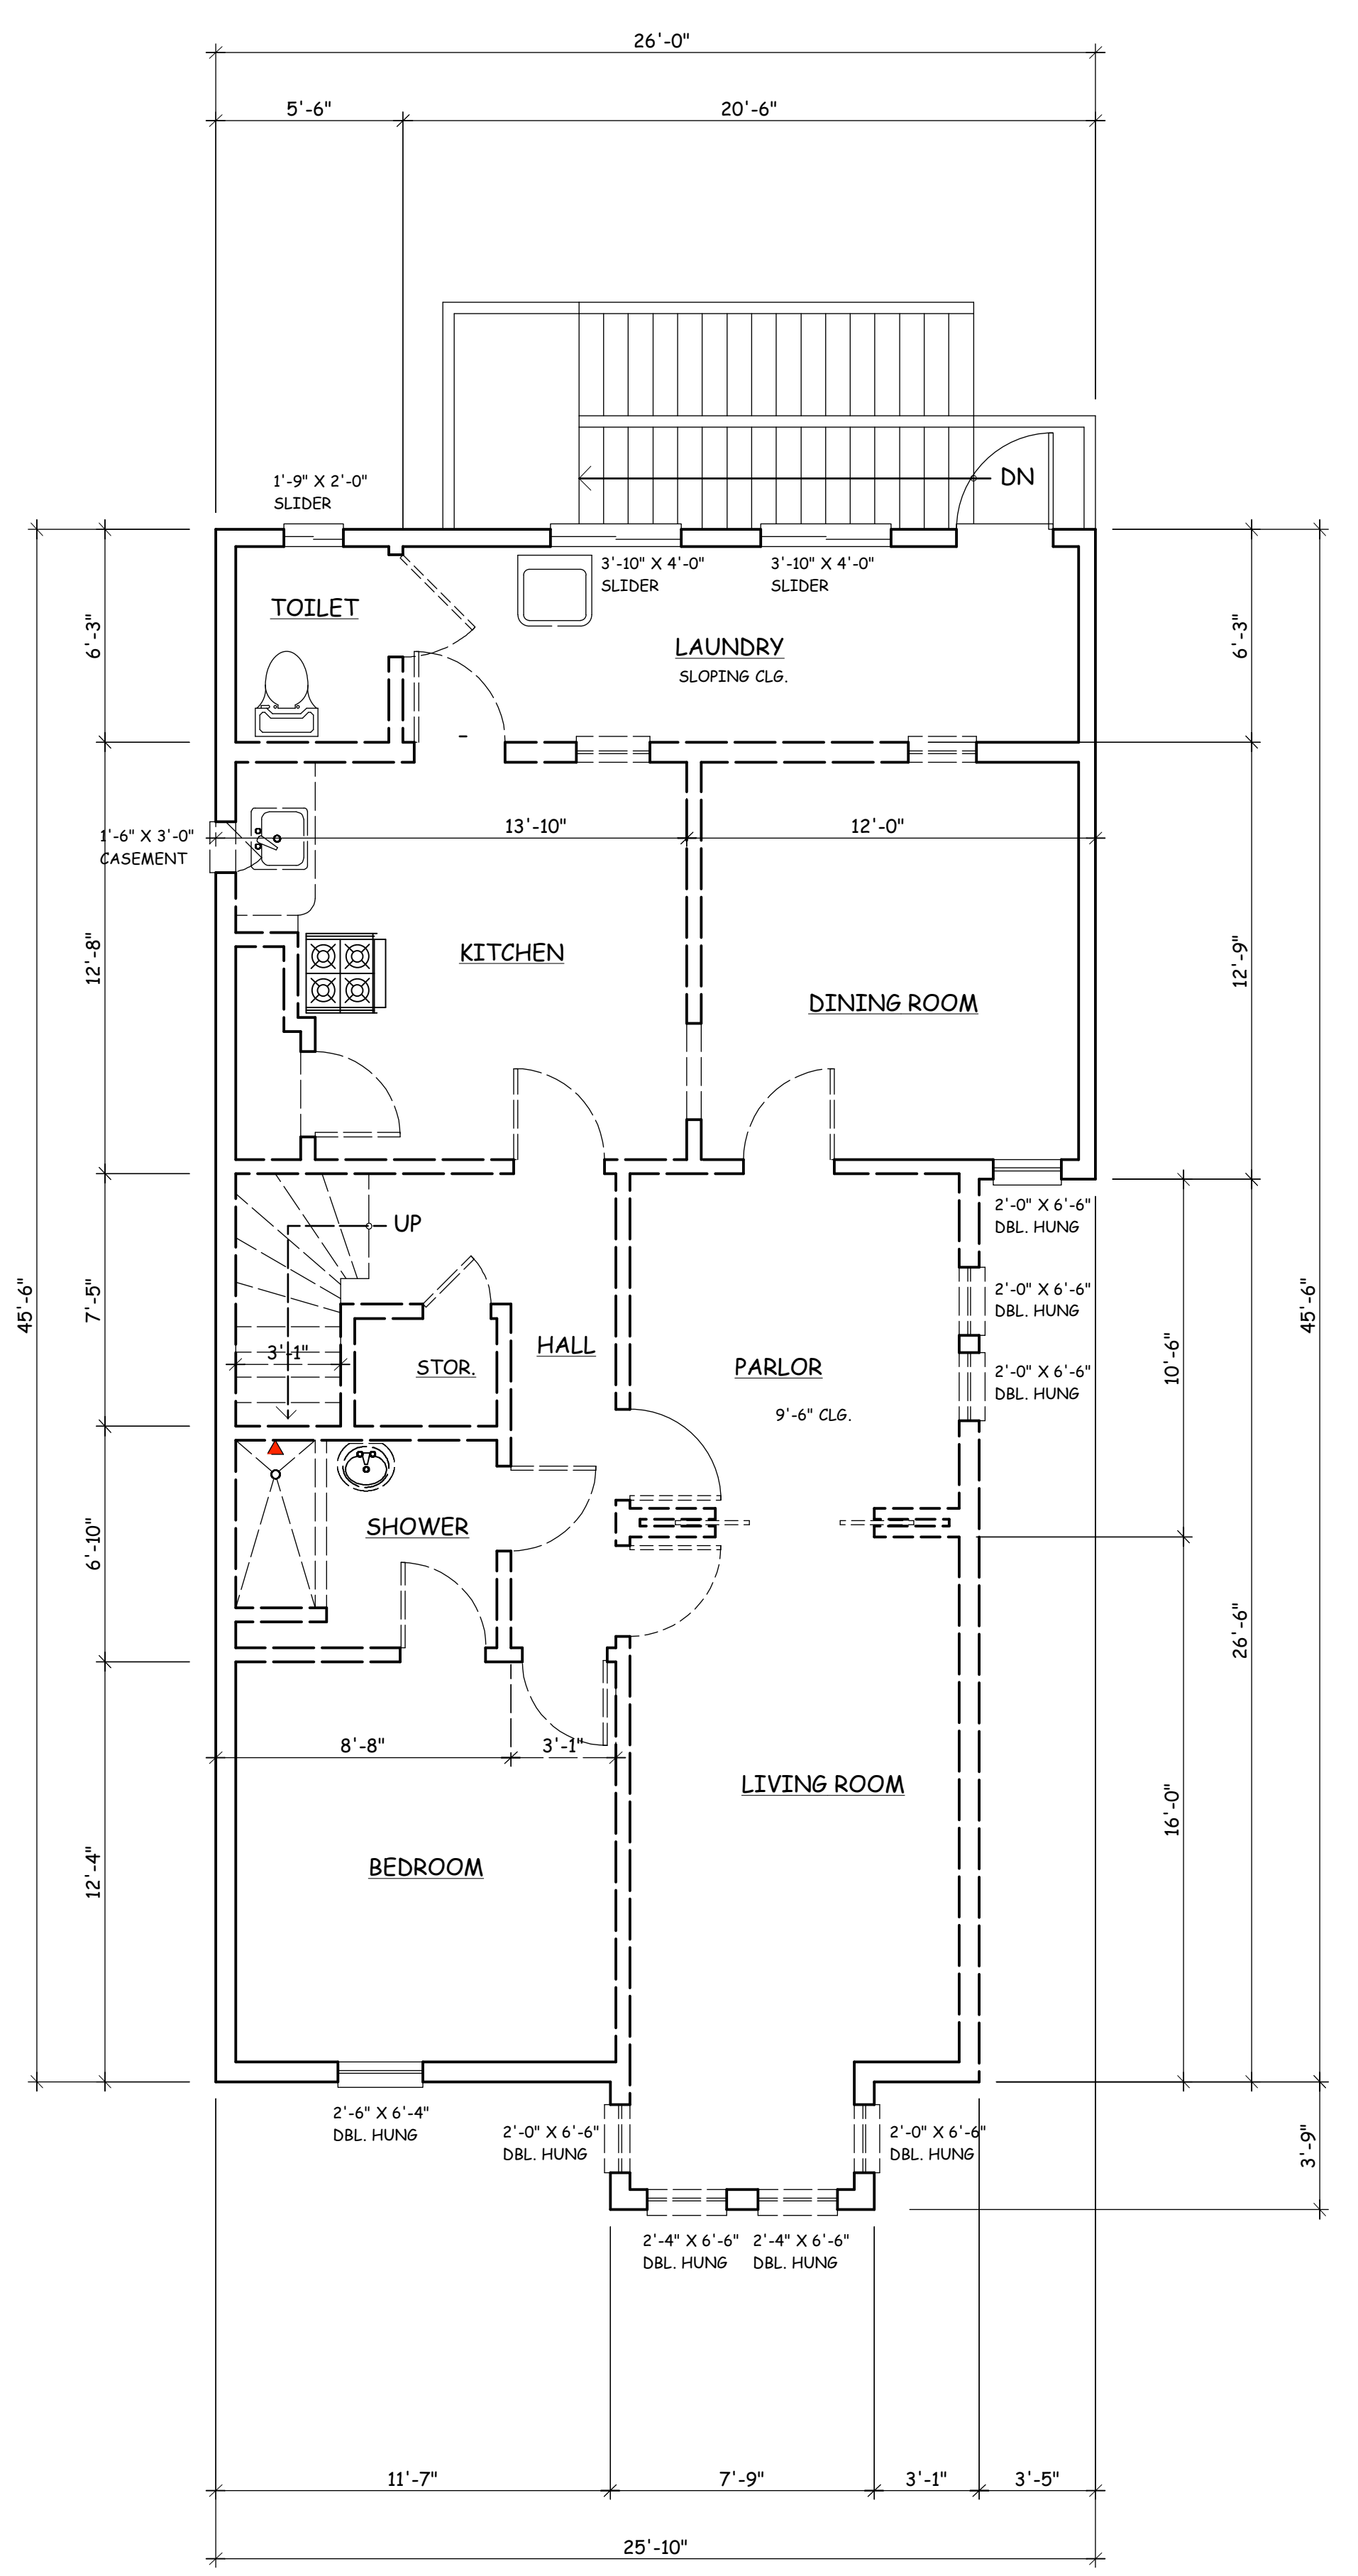 26'-0"
5'-6"
20'-6"
1'-9" X 2'-0"
SLIDER
DN
3'-10" X 4'-0"
SLIDER
3'-10" X 4'-0"
SLIDER
TOILET
6'-3"
LAUNDRY
SLOPING CLG.
6'-3"
1'-6" X 3'-0"
CASEMENT
13'-10"
12'-0"
12'-8"
KITCHEN
DINING ROOM
12'-9"
UP
2'-0" X 6'-6"
DBL. HUNG
45'-6"
7'-5"
3'-1"
STOR.
HALL
PARLOR
9'-6" CLG.
2'-0" X 6'-6"
DBL. HUNG
2'-0" X 6'-6"
DBL. HUNG
10'-6"
45'-6"
6'-10"
SHOWER
26'-6"
8'-8"
3'-1"
LIVING ROOM
16'-0"
12'-4"
BEDROOM
2'-6" X 6'-4"
DBL. HUNG
2'-0" X 6'-6"
DBL. HUNG
2'-0" X 6'-6"
DBL. HUNG
3'-9"
2'-4" X 6'-6"
DBL. HUNG
2'-4" X 6'-6"
DBL. HUNG
11'-7"
7'-9"
3'-1"
3'-5"
25'-10"